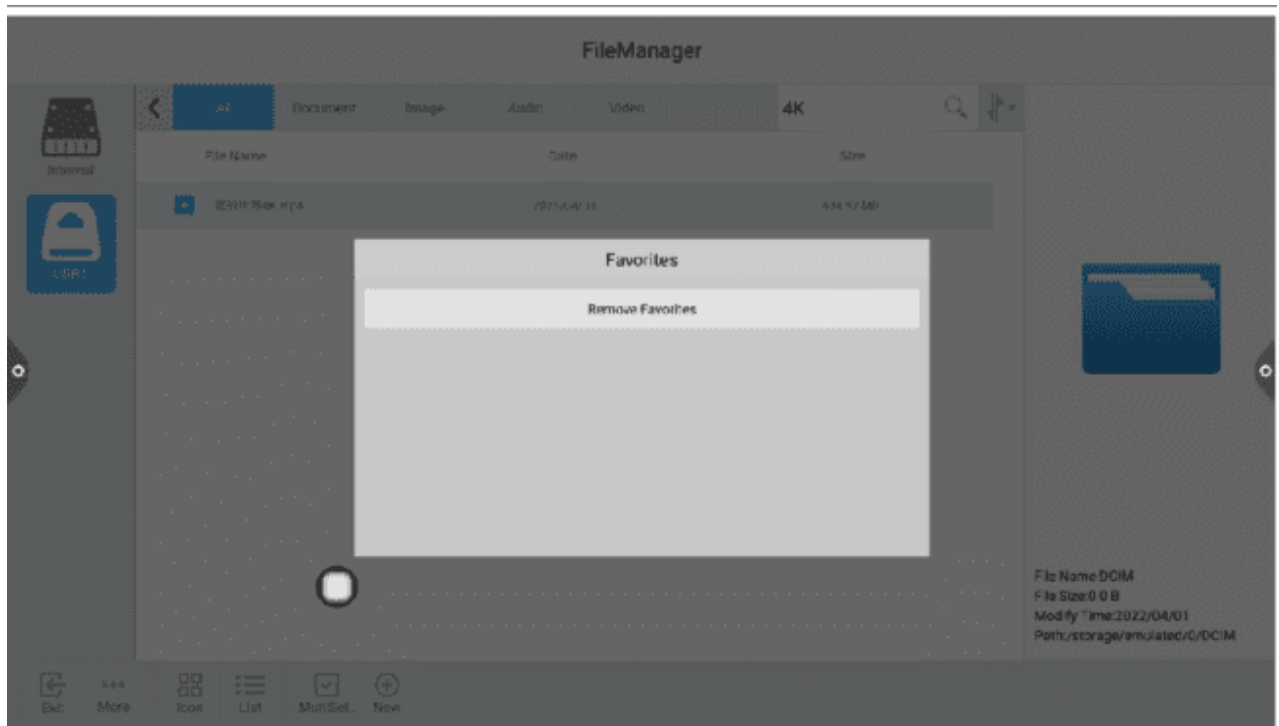 FileManager
All Document Image Audio Video 4K
File Name Date Size
Internal
USB1
Favorites
Remove Favorites
File Name:DCIM
File Size:0.0 B
Modify Time:2022/04/01
Path:/storage/emulated/0/DCIM
Exit More Icon List MultiSel.. New